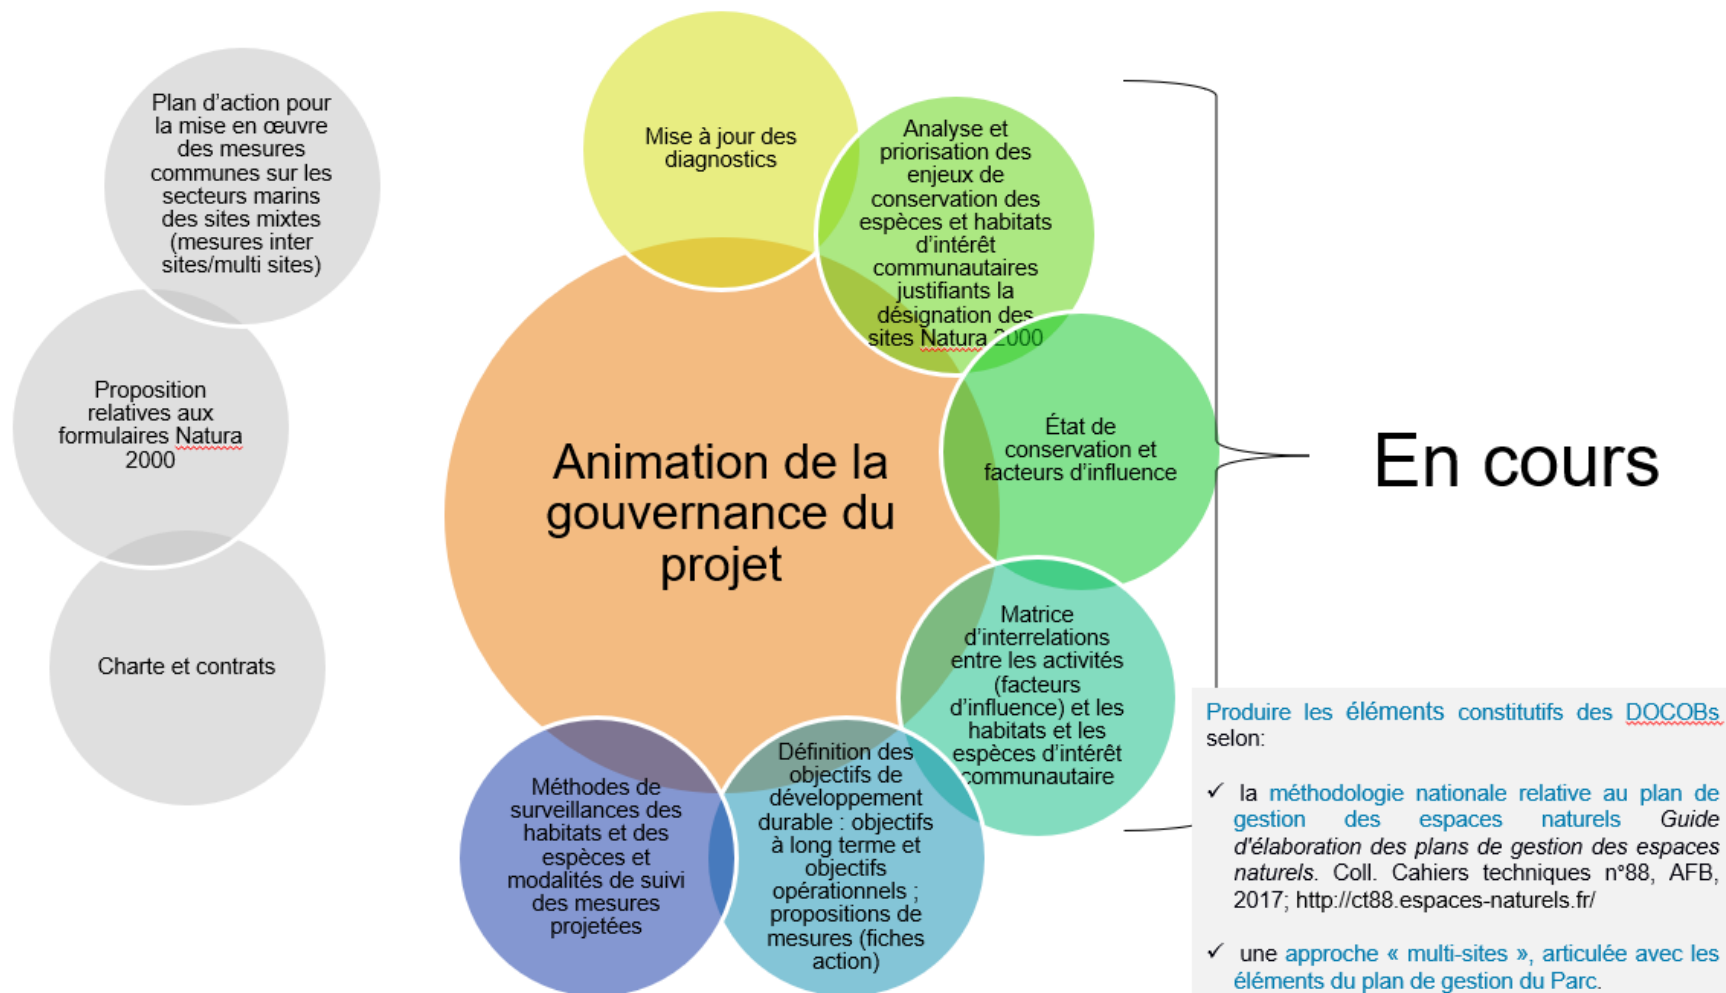 Plan d’action pour
la mise en œuvre
des mesures
communes sur les
secteurs marins
des sites mixtes
(mesures inter
sites/multi sites)
Proposition
relatives aux
formulaires Natura
2000
Charte et contrats
Mise à jour des
diagnostics
Analyse et
priorisation des
enjeux de
conservation des
espèces et habitats
d’intérêt
communautaires
justifiants la
désignation des
sites Natura 2000
État de
conservation et
facteurs d’influence
Matrice
d’interrelations
entre les activités
(facteurs
d’influence) et les
habitats et les
espèces d’intérêt
communautaire
Définition des
objectifs de
développement
durable : objectifs
à long terme et
objectifs
opérationnels ;
propositions de
mesures (fiches
action)
Méthodes de
surveillances des
habitats et des
espèces et
modalités de suivi
des mesures
projetées
Animation de la
gouvernance du
projet
En cours
Produire les éléments constitutifs des DOCOBs
selon:
✓ la méthodologie nationale relative au plan de
gestion des espaces naturels Guide
d'élaboration des plans de gestion des espaces
naturels. Coll. Cahiers techniques n°88, AFB,
2017; http://ct88.espaces-naturels.fr/
✓ une approche « multi-sites », articulée avec les
éléments du plan de gestion du Parc.